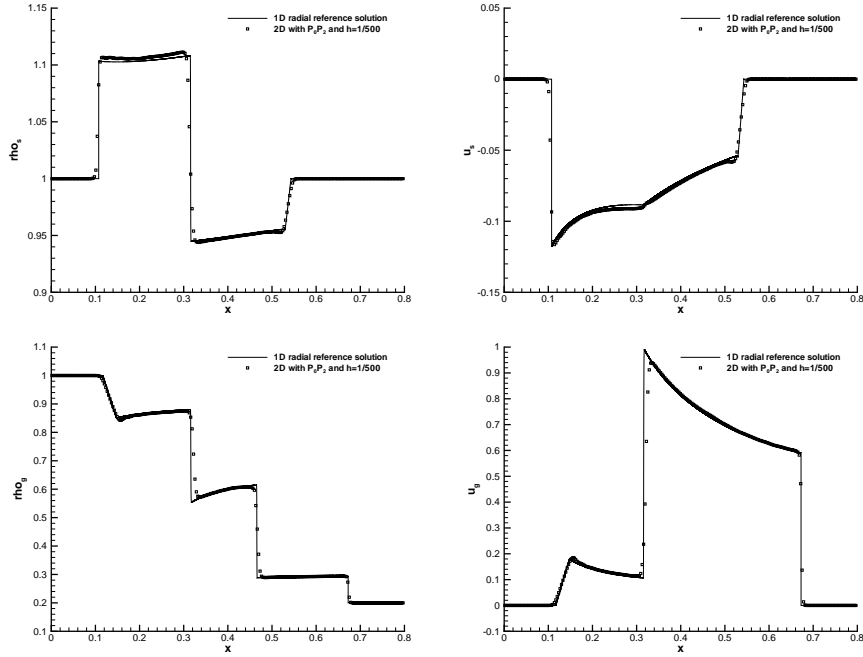 1D radial reference solution
2D with P₀P₂ and h=1/500
rho_s
1.15
1.1
1.05
1
0.95
0.9
0 0.1 0.2 0.3 0.4 0.5 0.6 0.7 0.8
x
1D radial reference solution
2D with P₀P₂ and h=1/500
u_s
0.05
0
-0.05
-0.1
-0.15
0 0.1 0.2 0.3 0.4 0.5 0.6 0.7 0.8
x
1D radial reference solution
2D with P₀P₂ and h=1/500
rho_g
1.1
1
0.9
0.8
0.7
0.6
0.5
0.4
0.3
0.2
0.1
0 0.1 0.2 0.3 0.4 0.5 0.6 0.7 0.8
x
1D radial reference solution
2D with P₀P₂ and h=1/500
u_g
1
0.9
0.8
0.7
0.6
0.5
0.4
0.3
0.2
0.1
0
-0.1
0 0.1 0.2 0.3 0.4 0.5 0.6 0.7 0.8
x